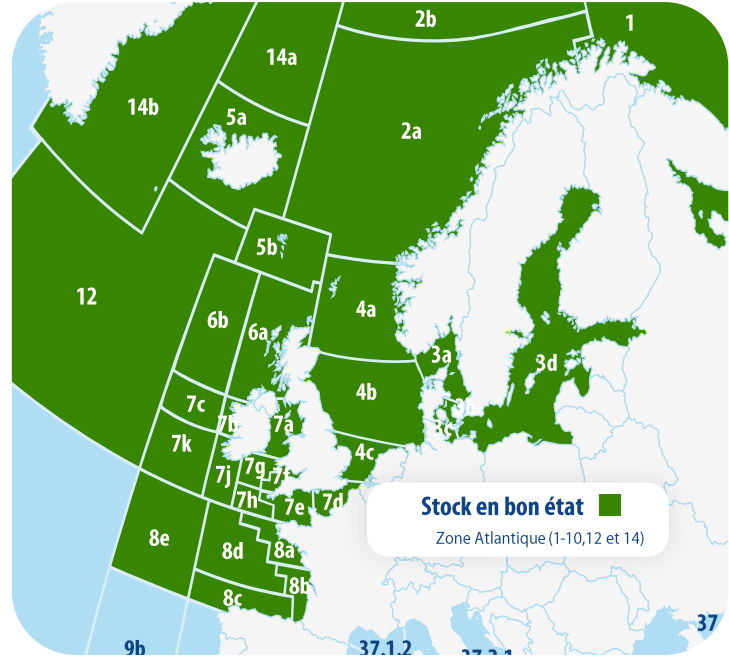 2b
1
14a
14b
5a
2a
5b
12
6b
6a
4a
3a
3d
4b
7c
7b
7a
3c
7k
4c
7j
7g
7f
7h
7e
7d
Stock en bon état
Zone Atlantique (1-10,12 et 14)
8e
8d
8a
8b
8c
9b
37.1.2
37